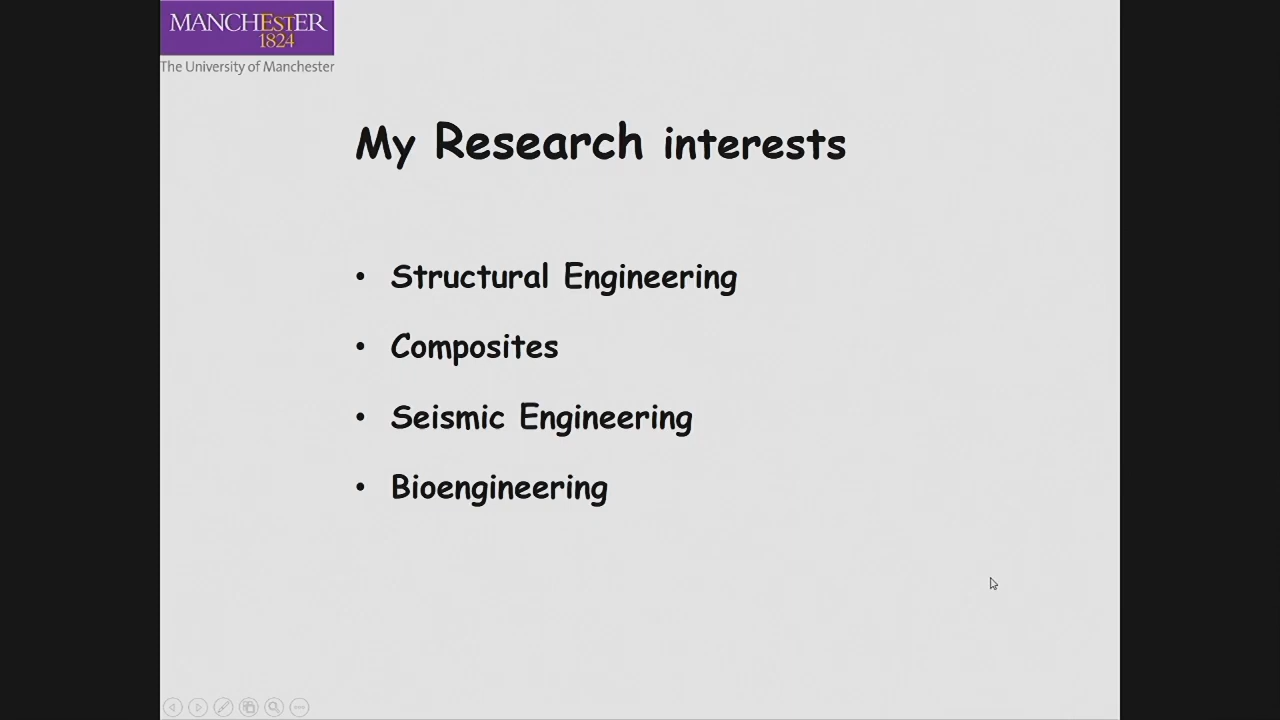 MANCHESTER
1824
The University of Manchester
My Research interests
• Structural Engineering
• Composites
• Seismic Engineering
• Bioengineering